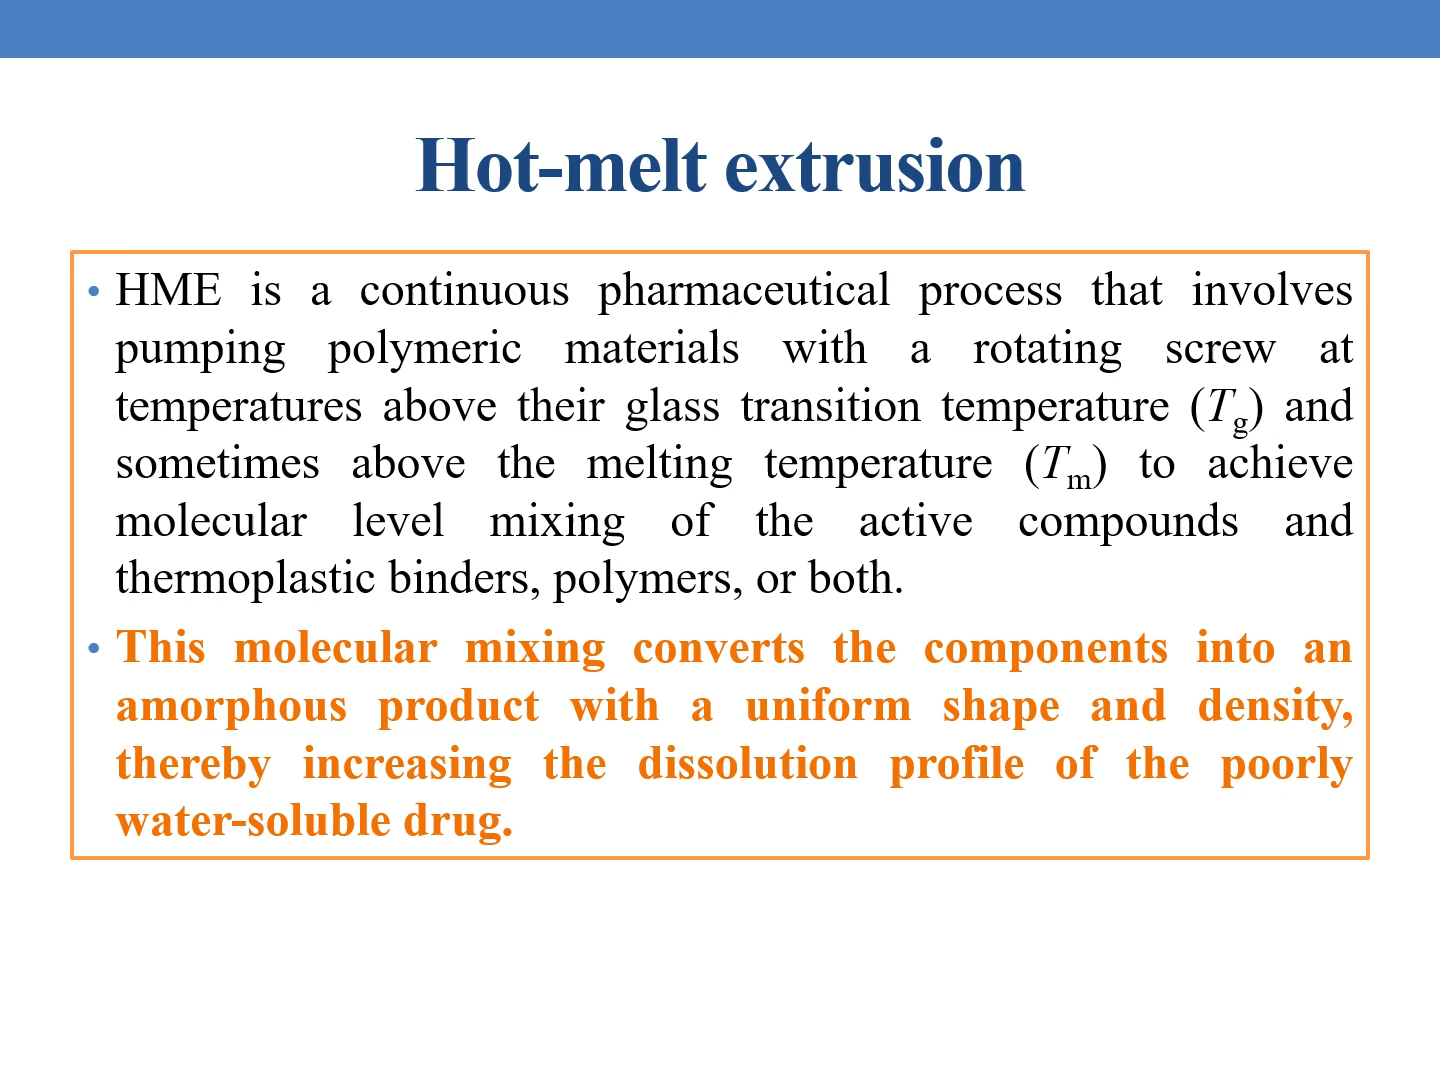 Hot-melt extrusion
• HME is a continuous pharmaceutical process that involves
pumping polymeric materials with a rotating screw at
temperatures above their glass transition temperature (Tg) and
sometimes above the melting temperature (Tm) to achieve
molecular level mixing of the active compounds and
thermoplastic binders, polymers, or both.
• This molecular mixing converts the components into an
amorphous product with a uniform shape and density,
thereby increasing the dissolution profile of the poorly
water-soluble drug.